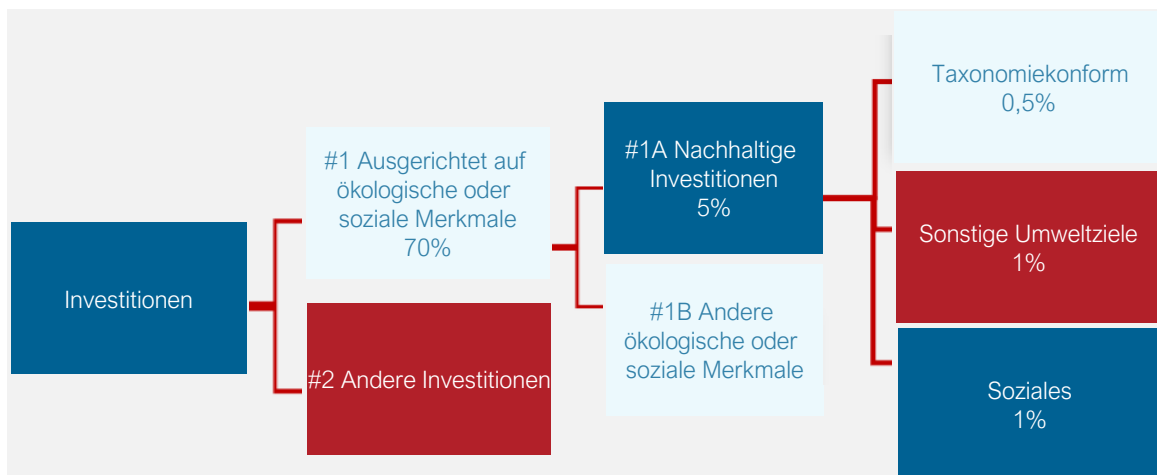 Investitionen
#1 Ausgerichtet auf
ökologische oder
soziale Merkmale
70%
#2 Andere Investitionen
#1A Nachhaltige
Investitionen
5%
#1B Andere
ökologische oder
soziale Merkmale
Taxonomiekonform
0,5%
Sonstige Umweltziele
1%
Soziales
1%